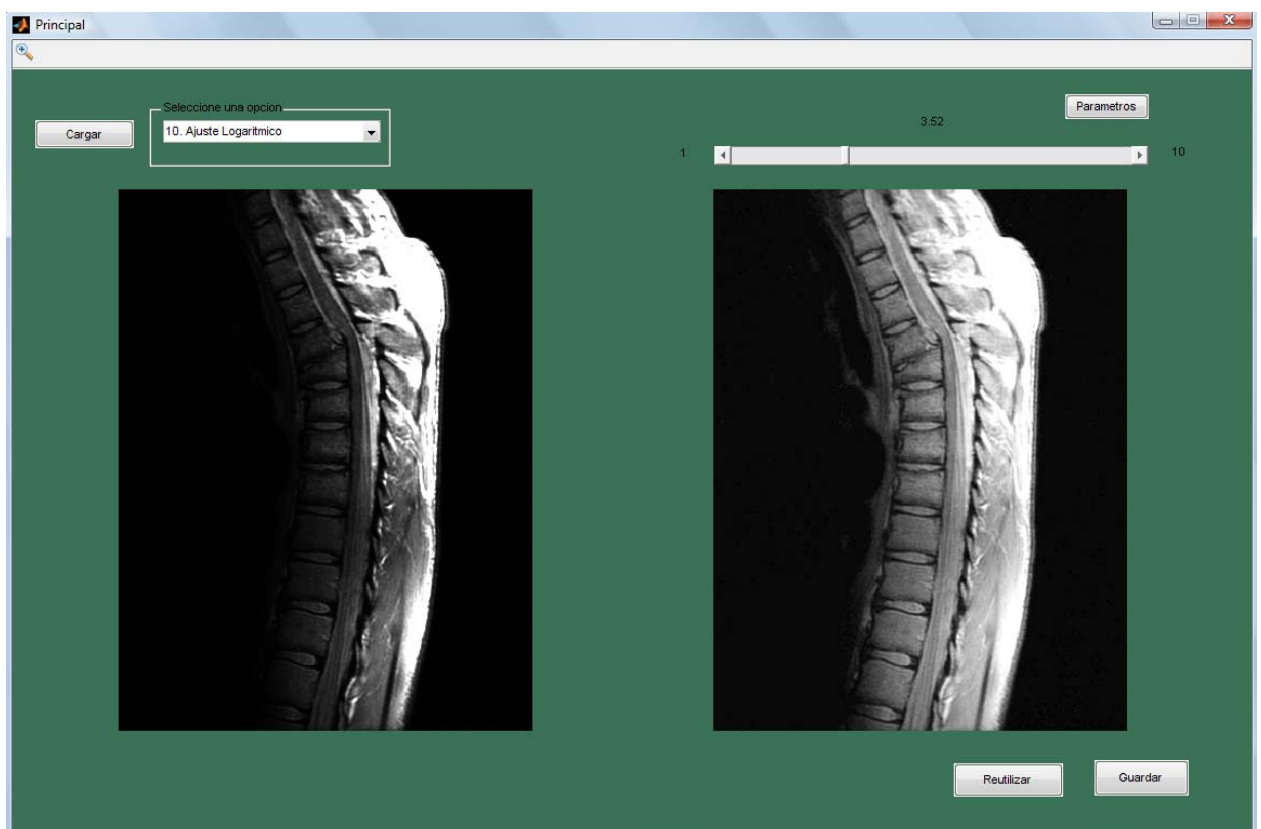 Principal
Seleccione una opcion
Cargar
10. Ajuste Logaritmico
Parametros
3.52
1
10
Reutilizar
Guardar